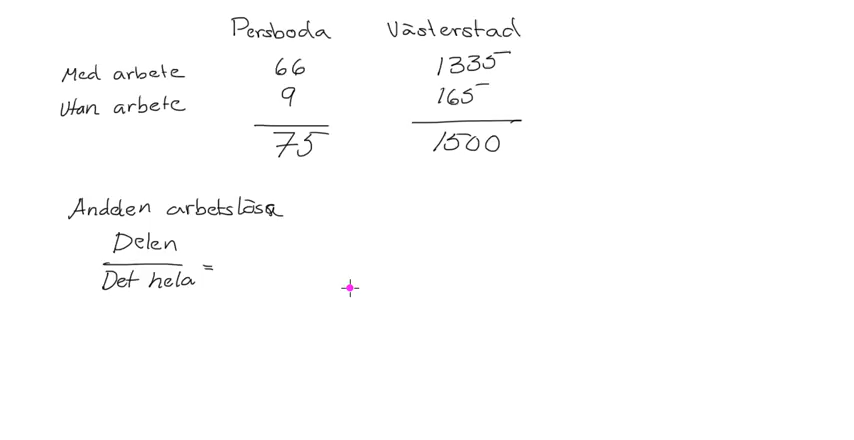 Persboda Västerstad
Med arbete 66 1335
Utan arbete 9 165
75 1500
Andelen arbetslösa
Delen
Det hela =